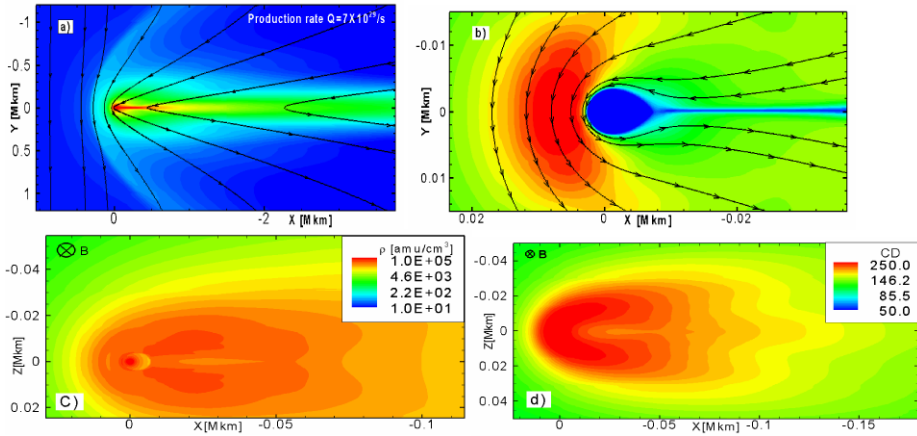 a)
Production rate Q=7X10²⁹/s
-1
-0.5
0
0.5
1
Y [Mkm]
0
-2
X [Mkm]
b)
-0.01
0
0.01
Y [Mkm]
0.02
0
-0.02
X [Mkm]
B
ρ [amu/cm³]
1.0E+05
4.6E+03
2.2E+02
1.0E+01
-0.04
-0.02
0
0.02
Z[Mkm]
C)
0
-0.05
-0.1
X[Mkm]
B
CD
250.0
146.2
85.5
50.0
-0.04
-0.02
0
0.02
0.04
Z[Mkm]
d)
0
-0.05
-0.1
-0.15
X[Mkm]